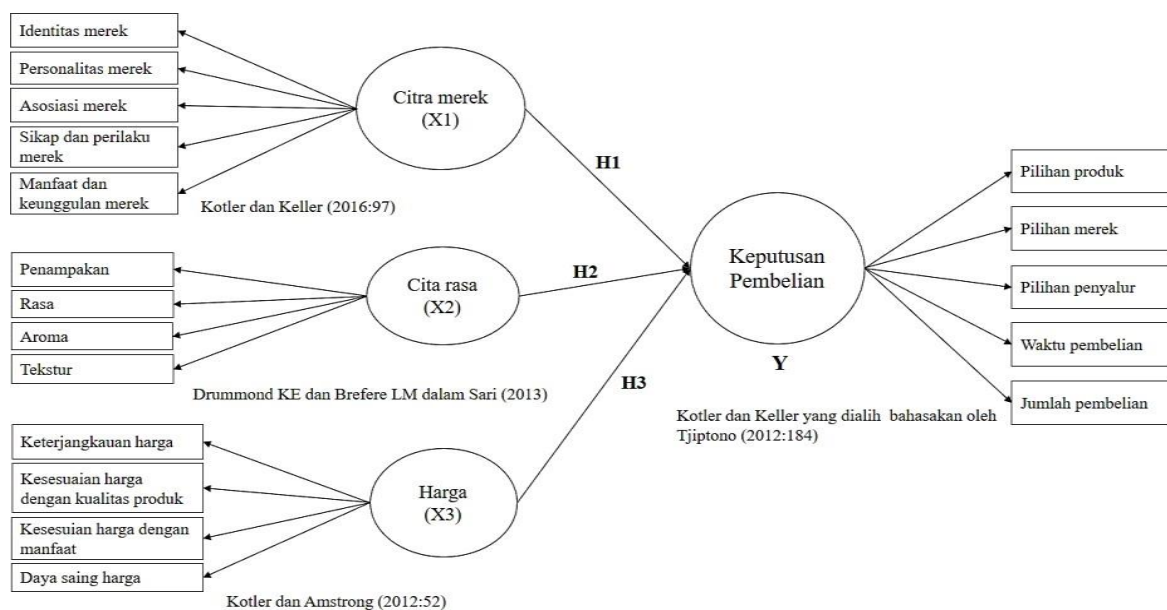 Identitas merek
Personalitas merek
Asosiasi merek
Sikap dan perilaku
merek
Manfaat dan
keunggulan merek
Citra merek
(X1)
Kotler dan Keller (2016:97)
H1
Penampakan
Rasa
Aroma
Tekstur
Cita rasa
(X2)
Drummond KE dan Brefere LM dalam Sari (2013)
H2
Keterjangkauan harga
Kesesuaian harga
dengan kualitas produk
Kesesuian harga dengan
manfaat
Daya saing harga
Harga
(X3)
Kotler dan Amstrong (2012:52)
H3
Keputusan
Pembelian
Y
Kotler dan Keller yang dialih bahasakan oleh
Tjiptono (2012:184)
Pilihan produk
Pilihan merek
Pilihan penyalur
Waktu pembelian
Jumlah pembelian